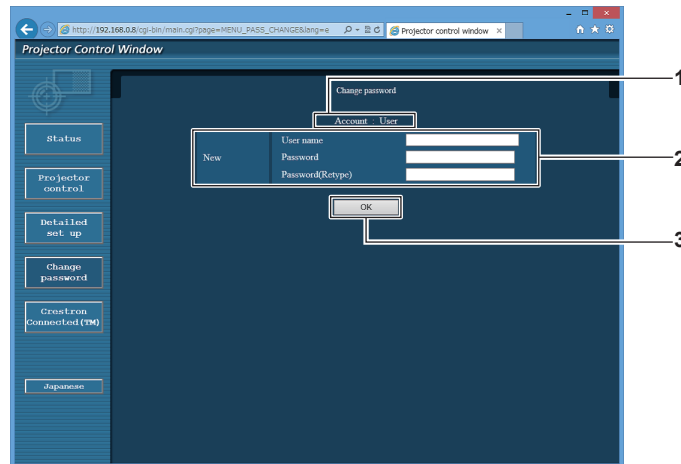 http://192.168.0.8/cgi-bin/main.cgi?page=MENU_PASS_CHANGE&lang=e
Projector control window
Projector Control Window
Change password
1
Account : User
Status
New
User name
Password
Password(Retype)
2
Projector
control
OK
Detailed
set up
3
Change
password
Crestron
Connected(TM)
Japanese